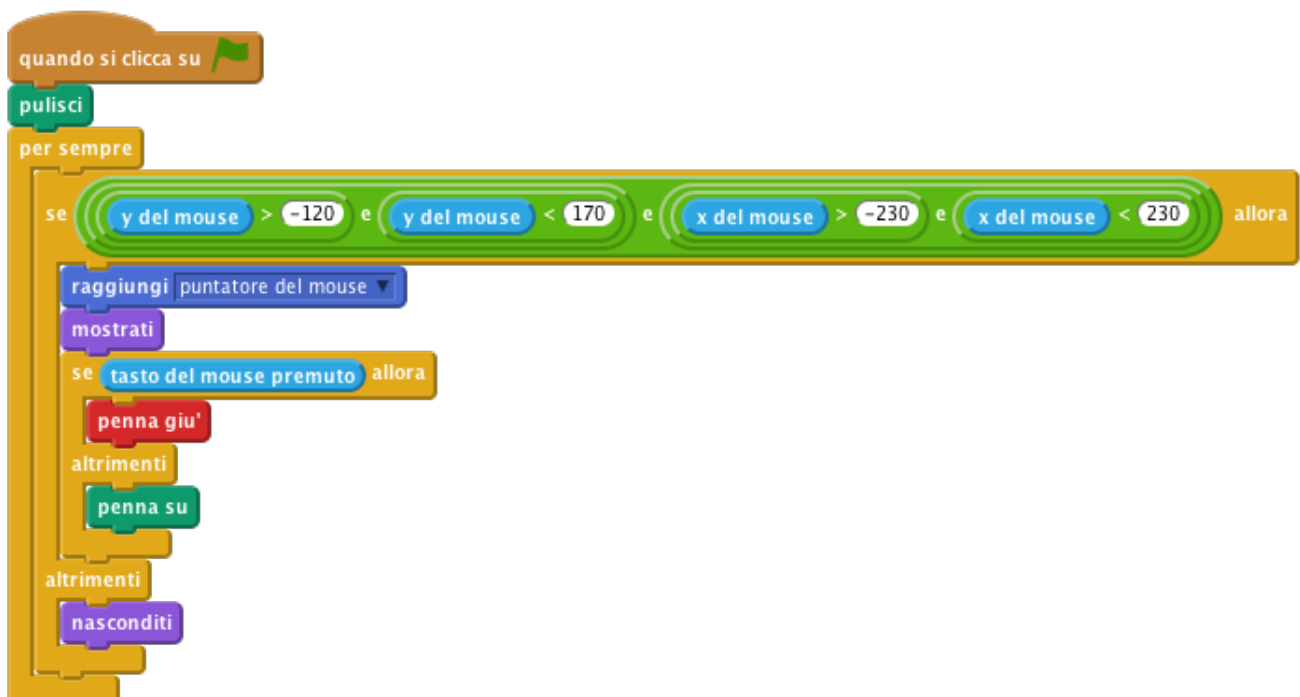 quando si clicca su
pulisci
per sempre
se y del mouse > -120 e y del mouse < 170 e x del mouse > -230 e x del mouse < 230 allora
raggiungi puntatore del mouse
mostrati
se tasto del mouse premuto allora
penna giu'
altrimenti
penna su
altrimenti
nasconditi